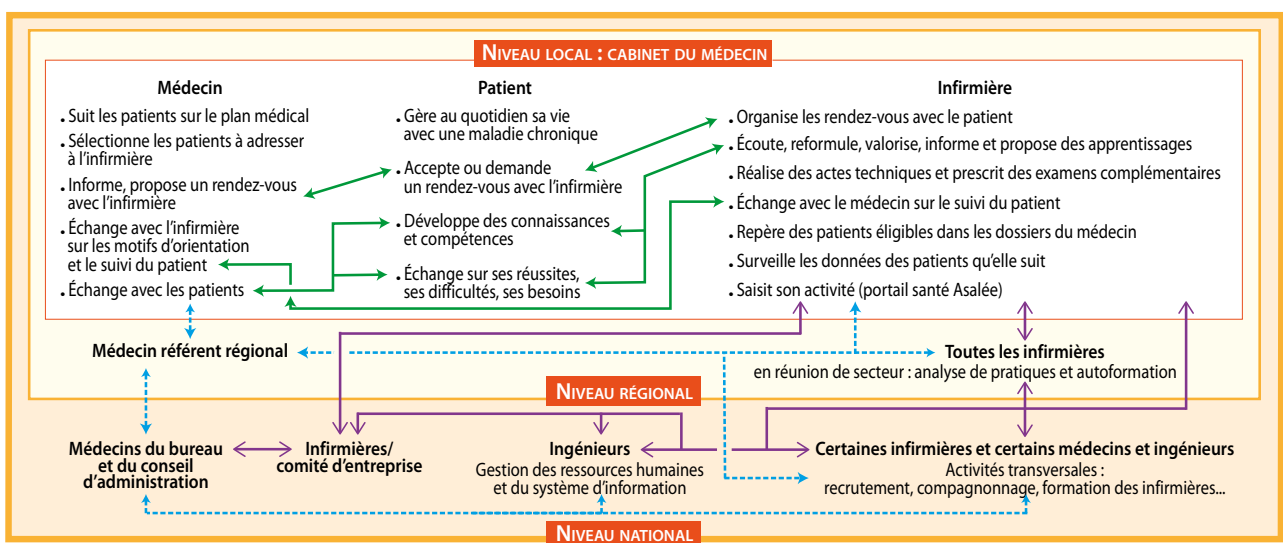 NIVEAU LOCAL : CABINET DU MÉDECIN
Médecin
. Suit les patients sur le plan médical
. Sélectionne les patients à adresser
à l’infirmière
. Informe, propose un rendez-vous
avec l’infirmière
. Échange avec l’infirmière
sur les motifs d’orientation
et le suivi du patient
. Échange avec les patients
Patient
. Gère au quotidien sa vie
avec une maladie chronique
. Accepte ou demande
un rendez-vous avec l’infirmière
. Développe des connaissances
et compétences
. Échange sur ses réussites,
ses difficultés, ses besoins
Infirmière
. Organise les rendez-vous avec le patient
. Écoute, reformule, valorise, informe et propose des apprentissages
. Réalise des actes techniques et prescrit des examens complémentaires
. Échange avec le médecin sur le suivi du patient
. Repère des patients éligibles dans les dossiers du médecin
. Surveille les données des patients qu’elle suit
. Saisit son activité (portail santé Asalée)
Médecin référent régional
Toutes les infirmières
en réunion de secteur : analyse de pratiques et autoformation
NIVEAU RÉGIONAL
Médecins du bureau
et du conseil
d’administration
Infirmières/
comité d’entreprise
Ingénieurs
Gestion des ressources humaines
et du système d’information
Certaines infirmières et certains médecins et ingénieurs
Activités transversales :
recrutement, compagnonnage, formation des infirmières...
NIVEAU NATIONAL